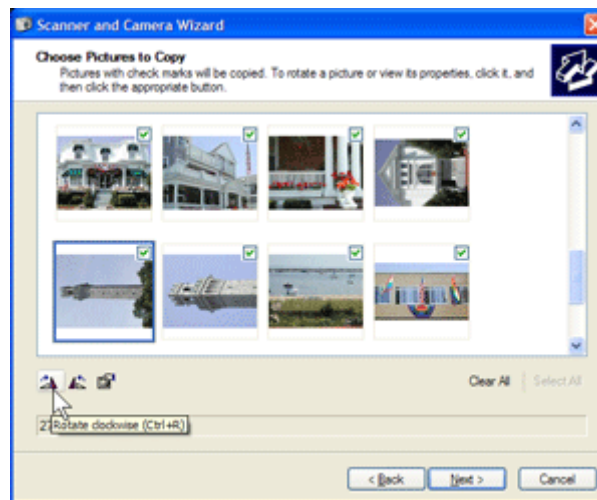 Scanner and Camera Wizard
Choose Pictures to Copy
Pictures with check marks will be copied. To rotate a picture or view its properties, click it, and
then click the appropriate button.
Clear All Select All
27
Rotate clockwise (Ctrl+R)
< Back Next > Cancel